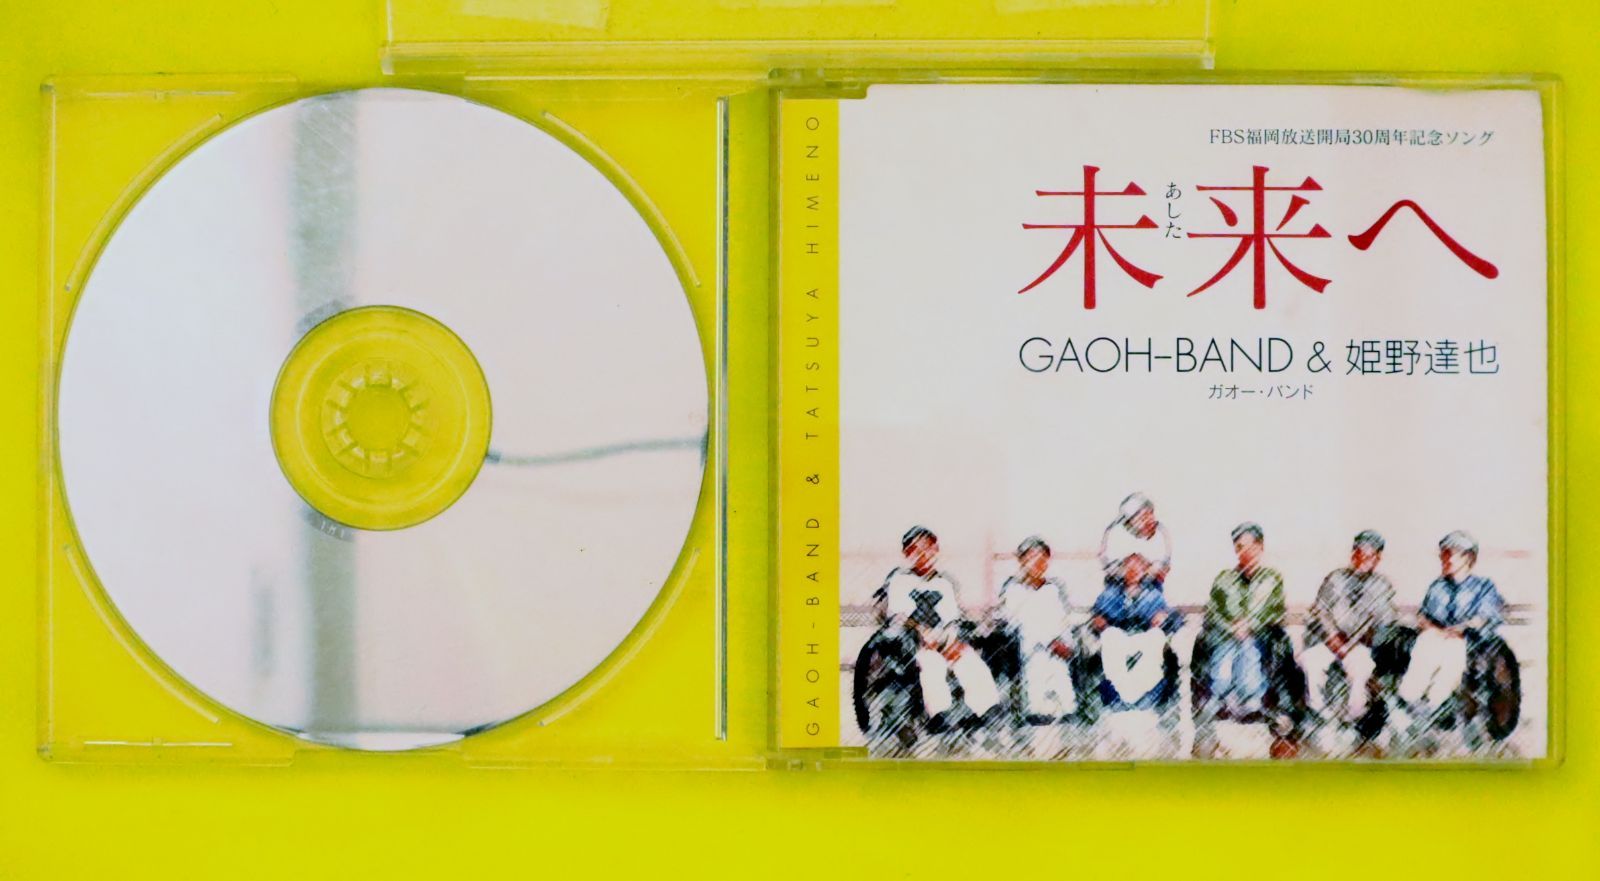 GAOH-BAND & TATSUYA HIMENO
FBS福岡放送開局30周年記念ソング
未来へ
あした
GAOH-BAND & 姫野達也
ガオー・バンド